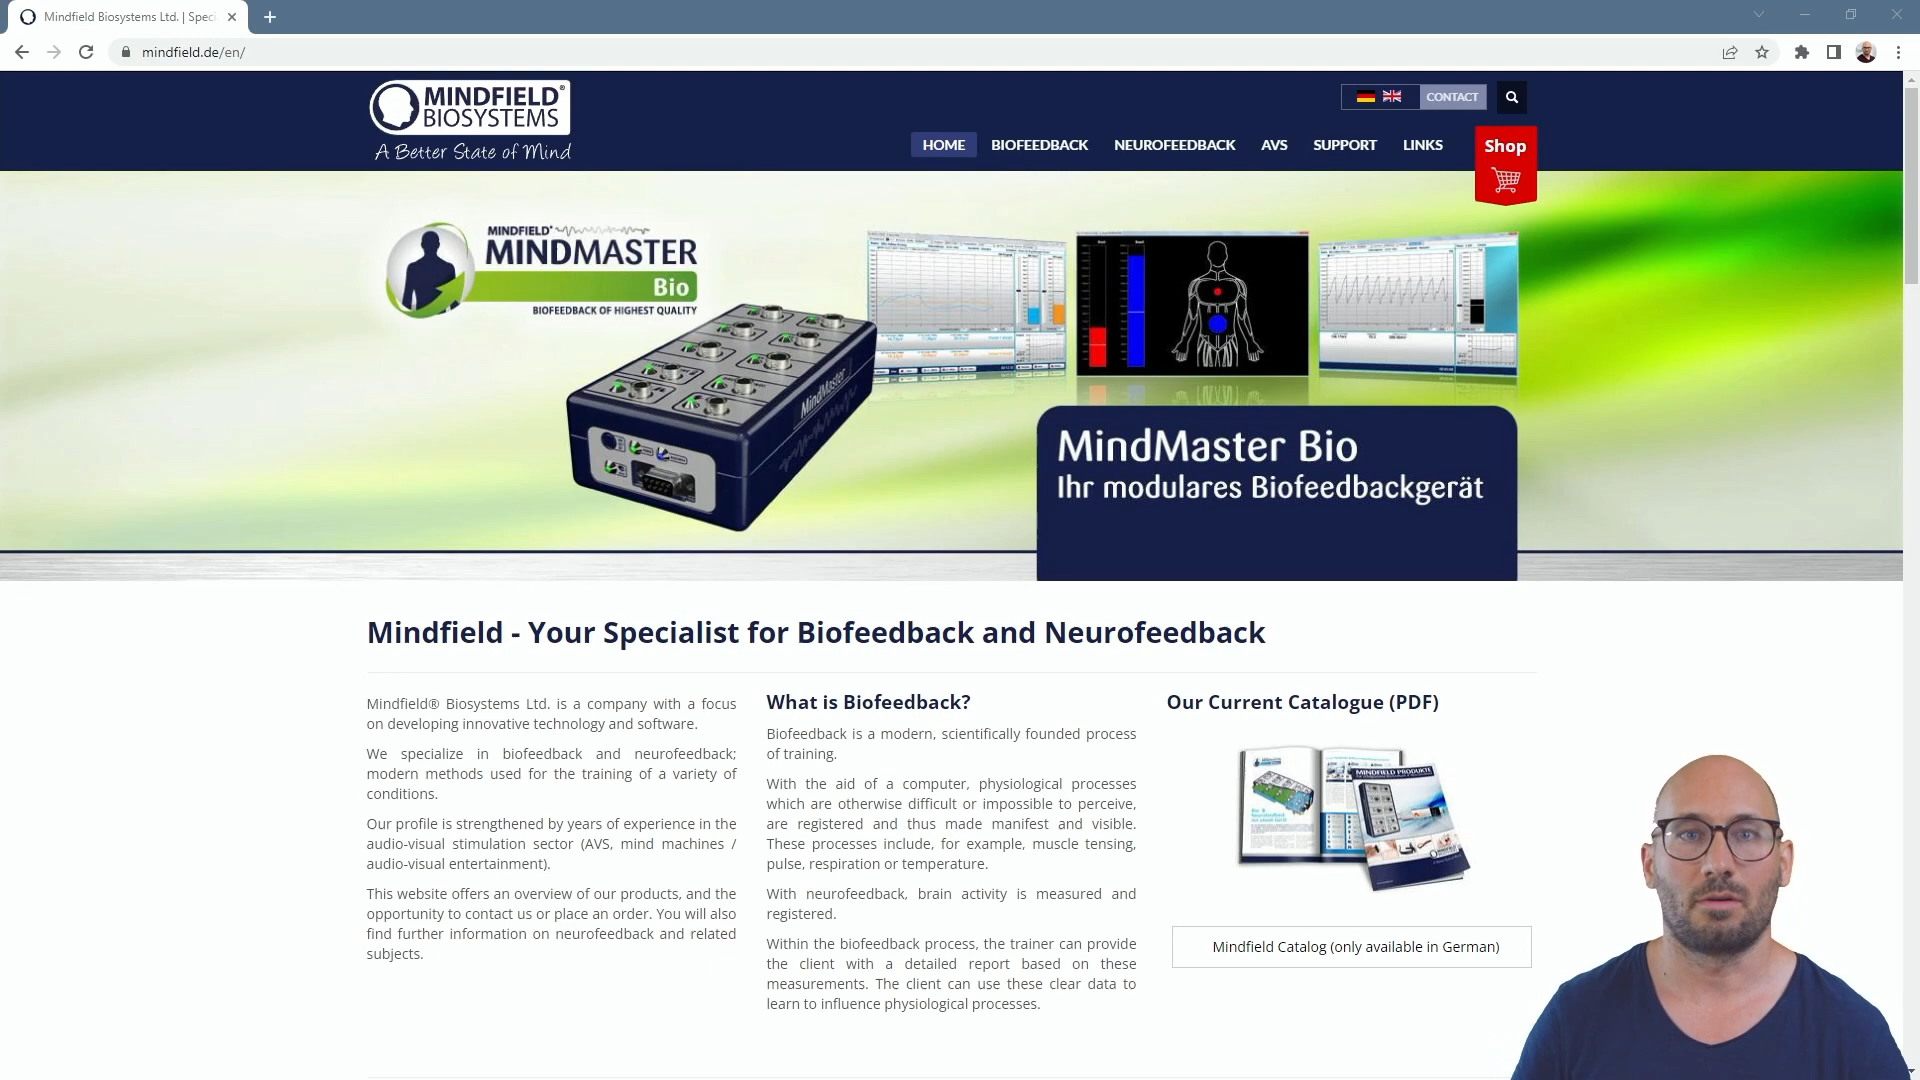 Mindfield Biosystems Ltd. | Speci
mindfield.de/en/
MINDFIELD®
BIOSYSTEMS
A Better State of Mind
CONTACT
HOME
BIOFEEDBACK
NEUROFEEDBACK
AVS
SUPPORT
LINKS
Shop
MINDFIELD®
MINDMASTER
Bio
BIOFEEDBACK OF HIGHEST QUALITY
MindMaster
MindMaster Bio
Ihr modulares Biofeedbackgerät
Mindfield - Your Specialist for Biofeedback and Neurofeedback
Mindfield® Biosystems Ltd. is a company with a focus
on developing innovative technology and software.
We specialize in biofeedback and neurofeedback;
modern methods used for the training of a variety of
conditions.
Our profile is strengthened by years of experience in the
audio-visual stimulation sector (AVS, mind machines /
audio-visual entertainment).
This website offers an overview of our products, and the
opportunity to contact us or place an order. You will also
find further information on neurofeedback and related
subjects.
What is Biofeedback?
Biofeedback is a modern, scientifically founded process
of training.
With the aid of a computer, physiological processes
which are otherwise difficult or impossible to perceive,
are registered and thus made manifest and visible.
These processes include, for example, muscle tensing,
pulse, respiration or temperature.
With neurofeedback, brain activity is measured and
registered.
Within the biofeedback process, the trainer can provide
the client with a detailed report based on these
measurements. The client can use these clear data to
learn to influence physiological processes.
Our Current Catalogue (PDF)
MINDFIELD PRODUKTE
Mindfield Catalog (only available in German)